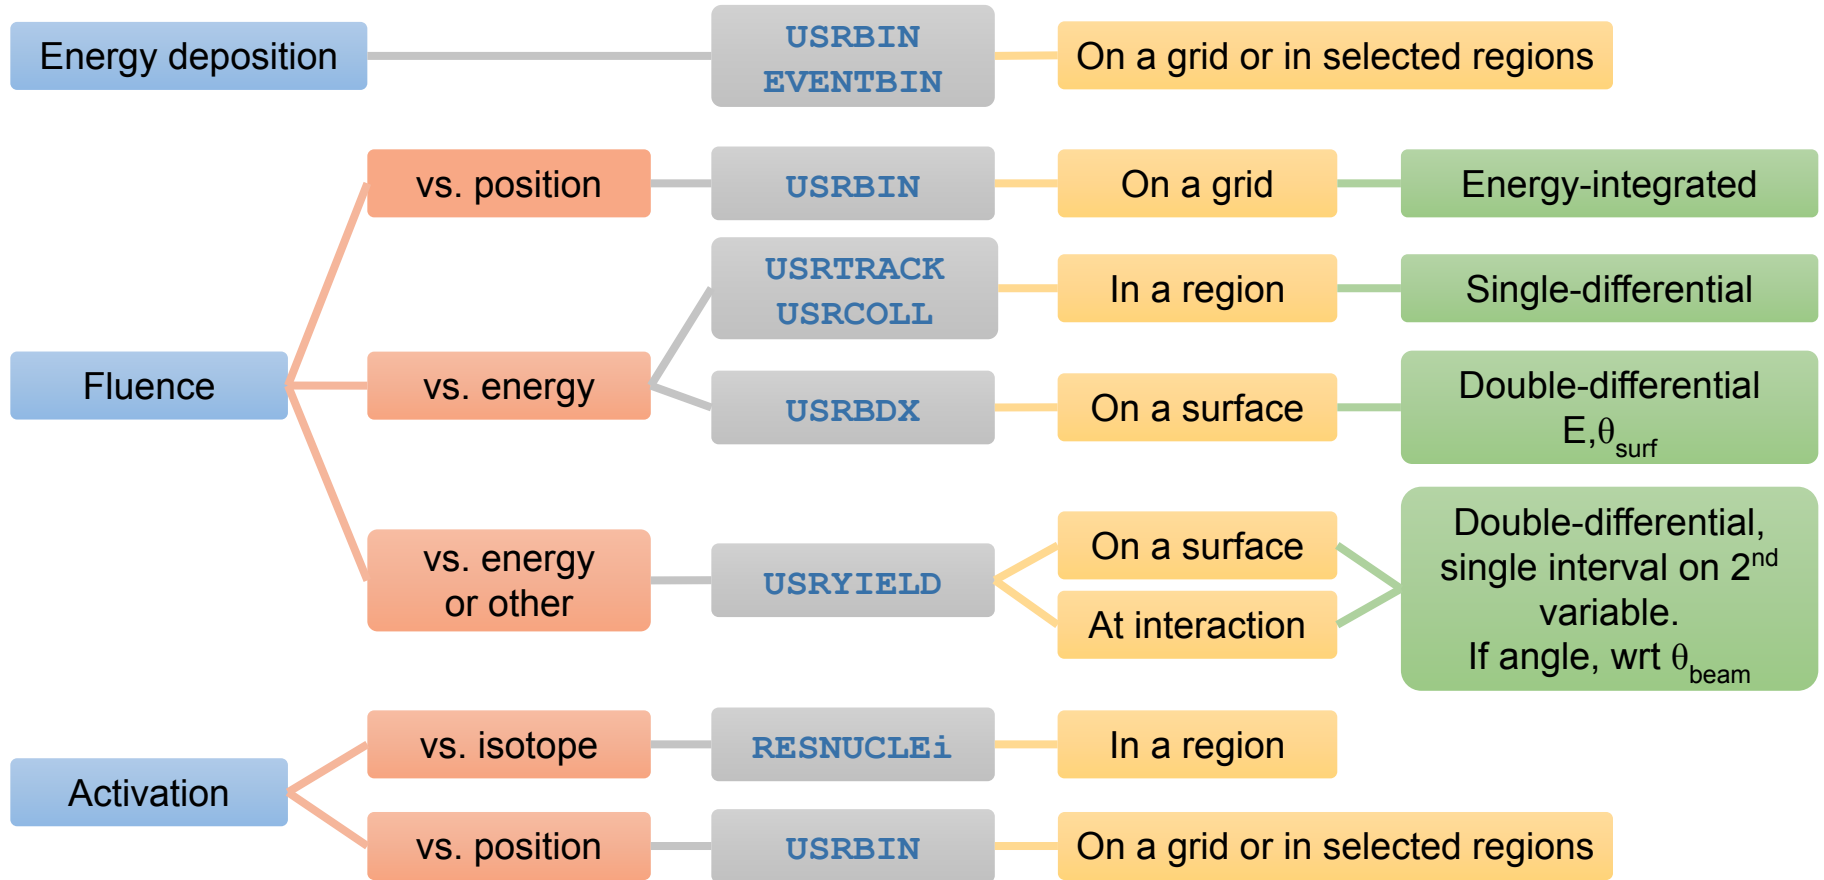 Energy deposition
USRBIN
EVENTBIN
On a grid or in selected regions
vs. position
USRBIN
On a grid
Energy-integrated
USRTRACK
USRCOLL
In a region
Single-differential
Fluence
vs. energy
USRBDX
On a surface
Double-differential
E,θsurf
vs. energy
or other
USRYIELD
On a surface
At interaction
Double-differential,
single interval on 2nd
variable.
If angle, wrt θbeam
Activation
vs. isotope
RESNUCLEi
In a region
vs. position
USRBIN
On a grid or in selected regions